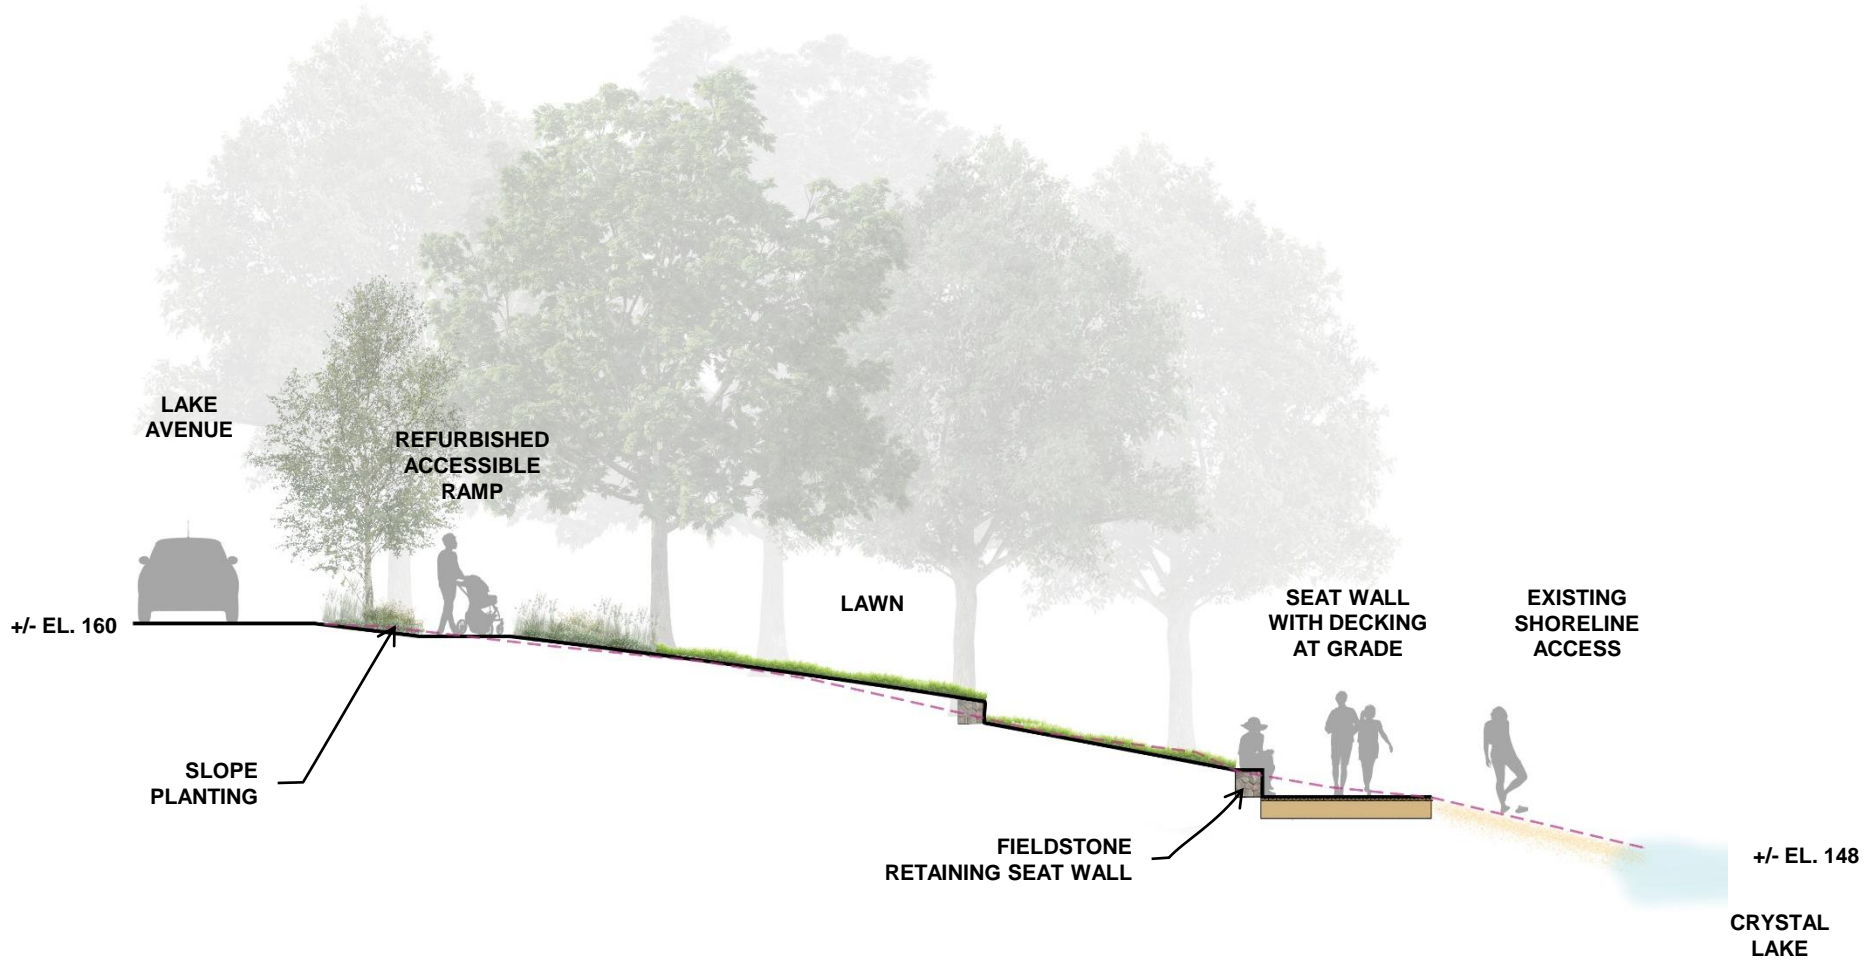 LAKE
AVENUE
REFURBISHED
ACCESSIBLE
RAMP
LAWN
SEAT WALL
WITH DECKING
AT GRADE
EXISTING
SHORELINE
ACCESS
+/- EL. 160
SLOPE
PLANTING
FIELDSTONE
RETAINING SEAT WALL
+/- EL. 148
CRYSTAL
LAKE